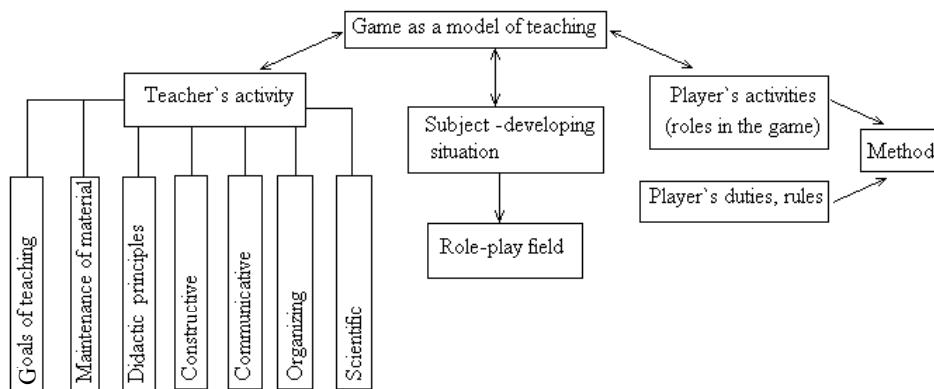 Game as a model of teaching
Teacher`s activity
Subject -developing
situation
Player`s activities
(roles in the game)
Method
Player`s duties, rules
Role-play field
Goals of teaching
Maintenance of material
Didactic principles
Constructive
Communicative
Organizing
Scientific